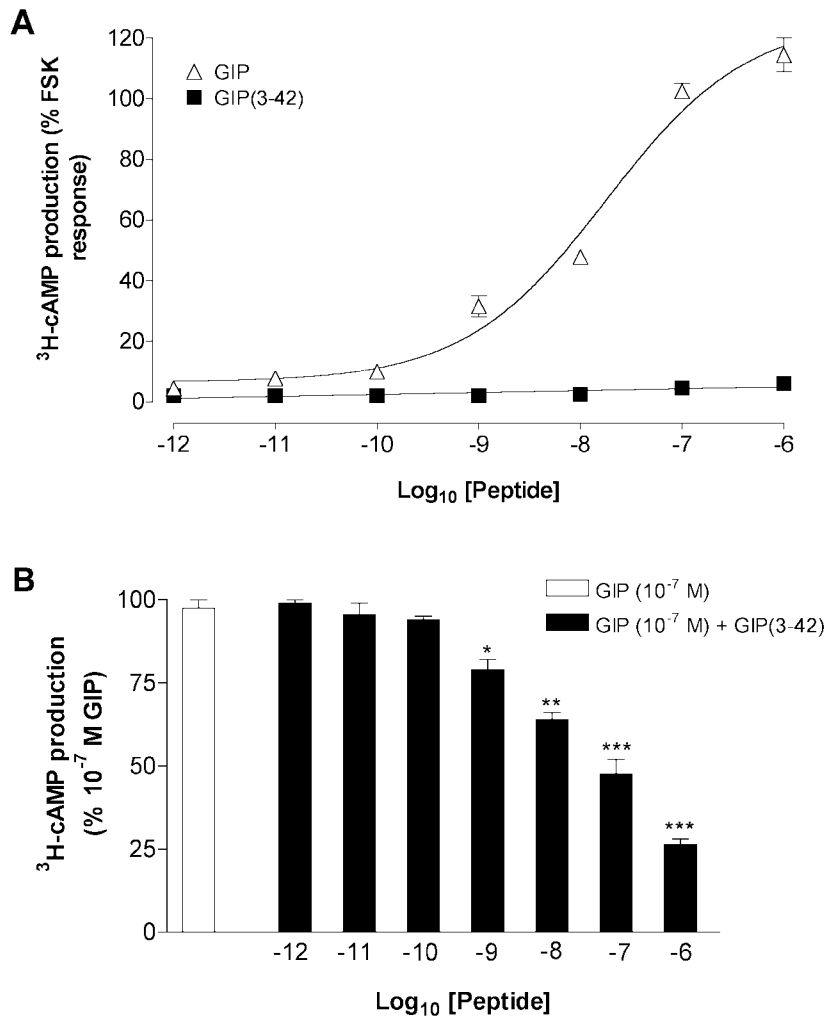 A
³H-cAMP production (% FSK
response)
120
100
80
60
40
20
0
GIP
GIP(3-42)
-12 -11 -10 -9 -8 -7 -6
Log₁₀ [Peptide]
B
³H-cAMP production
(% 10⁻⁷ M GIP)
100
75
50
25
0
GIP (10⁻⁷ M)
GIP (10⁻⁷ M) + GIP(3-42)
*
**
***
***
-12 -11 -10 -9 -8 -7 -6
Log₁₀ [Peptide]